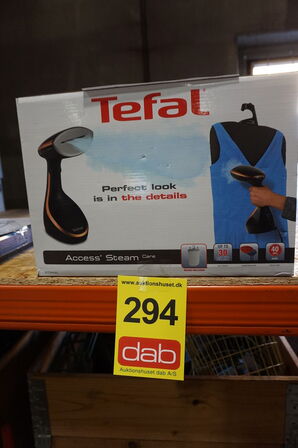 Tefal
Perfect look
is in the details
Access' Steam Care
www.auktionshuset.dk
294
dab
Auktionshuset dab A/S